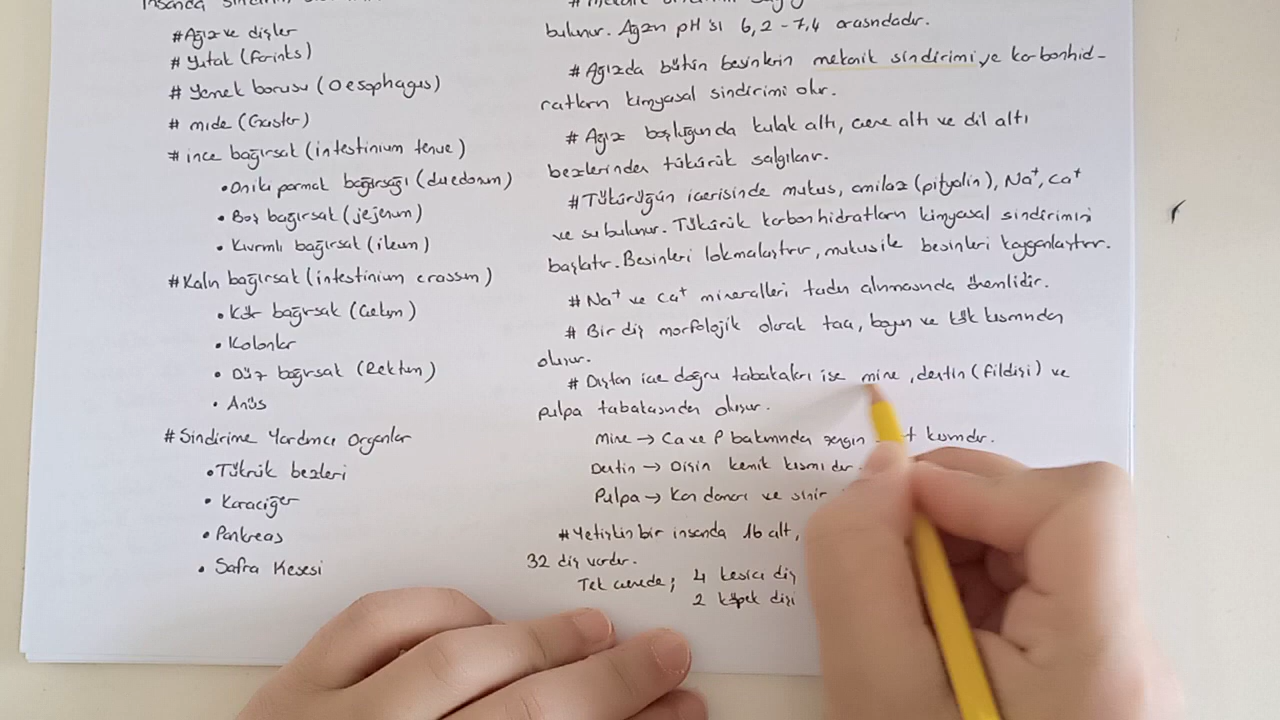 insanda
#Ağız ve dişler
# Yutak (Farinks)
# Yemek borusu (Oesophagus)
# mide (Gaster)
# ince bağırsak (intestinium tenue)
• Oniki parmak bağırsağı (duedonum)
• Boş bağırsak (jejenum)
• Kıvrımlı bağırsak (ileum)
#Kalın bağırsak (intestinium crassum)
• Kör bağırsak (Çekum)
• Kolonlar
• Düz bağırsak (Rektum)
• Anüs
# Sindirime Yardımcı Organlar
• Tükrük bezleri
• Karaciğer
• Pankreas
• Safra Kesesi
bulunur. Ağzın pH'sı 6,2 - 7,4 arasındadır.
# Ağızda bütün besinlerin mekanik sindirimi ve karbonhid-
ratların kimyasal sindirimi olur.
# Ağız boşluğunda kulak altı, çene altı ve dil altı
bezlerinden tükürük salgılanır.
#Tükürüğün içerisinde mukus, amilaz (pityalin), Na+, Ca+
ve su bulunur. Tükürük karbonhidratların kimyasal sindirimini
başlatır. Besinleri lokmalaştırır, mukus ile besinleri kayganlaştırır.
# Na+ ve Ca+ mineralleri tadın alınmasında önemlidir.
# Bir diş morfolojik olarak taç, boyun ve kök kısmından
oluşur.
# Dıştan içe doğru tabakaları ise mine, dentin (fildişi) ve
pulpa tabakasından oluşur.
Mine → Ca ve P bakımından zengin kısımdır.
Dentin → Dişin kemik kısmıdır.
Pulpa → Kan damarı ve sinir
#Yetişkin bir insanda 16 alt,
32 diş vardır.
Tek çenede; 4 kesici diş
2 köpek dişi